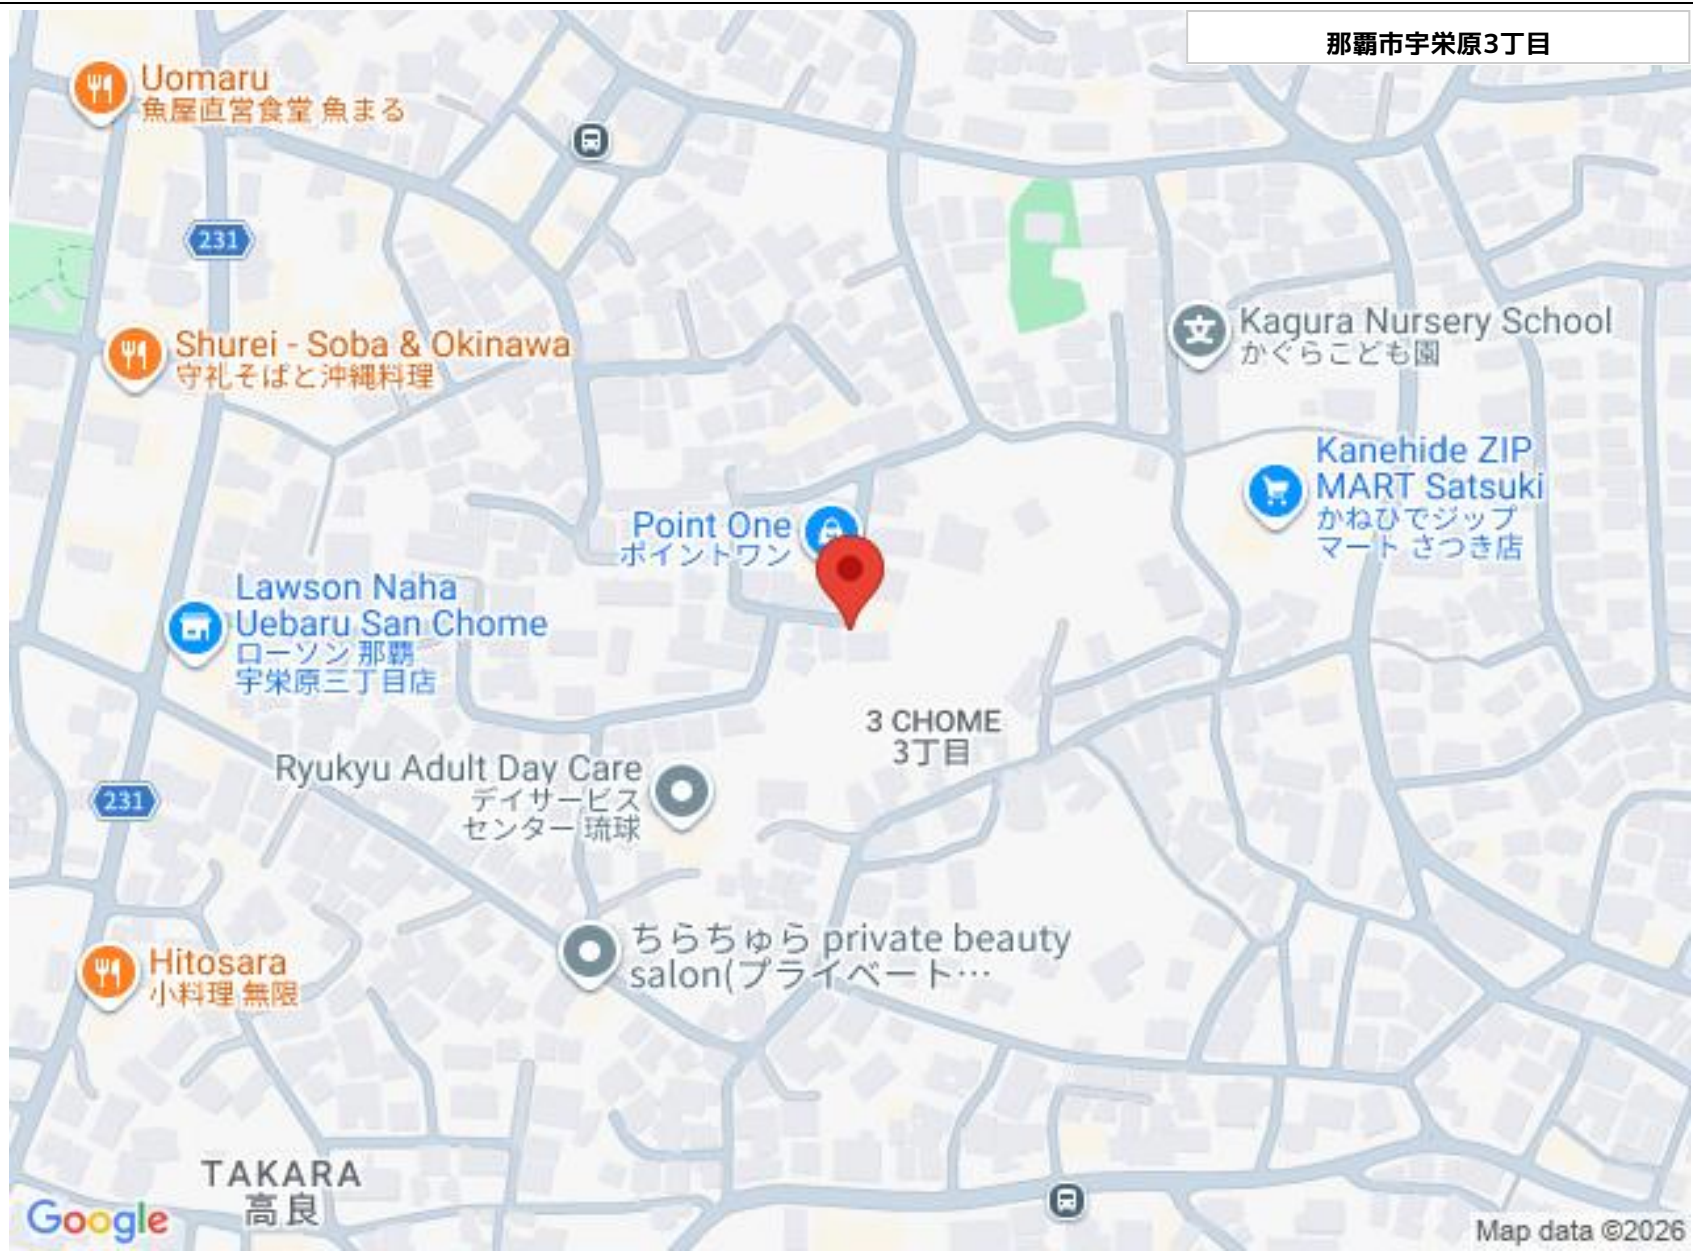 那覇市宇栄原3丁目
Uomaru
魚屋直営食堂 魚まる
231
Shurei - Soba & Okinawa
守礼そばと沖縄料理
Kagura Nursery School
かぐらこども園
Kanehide ZIP
MART Satsuki
かねひでジップ
マート さつき店
Point One
ポイントワン
Lawson Naha
Uebaru San Chome
ローソン 那覇
宇栄原三丁目店
3 CHOME
3丁目
Ryukyu Adult Day Care
デイサービス
センター 琉球
231
ちらちゅら private beauty
salon(プライベート…
Hitosara
小料理 無限
TAKARA
高良
Google
Map data ©2026